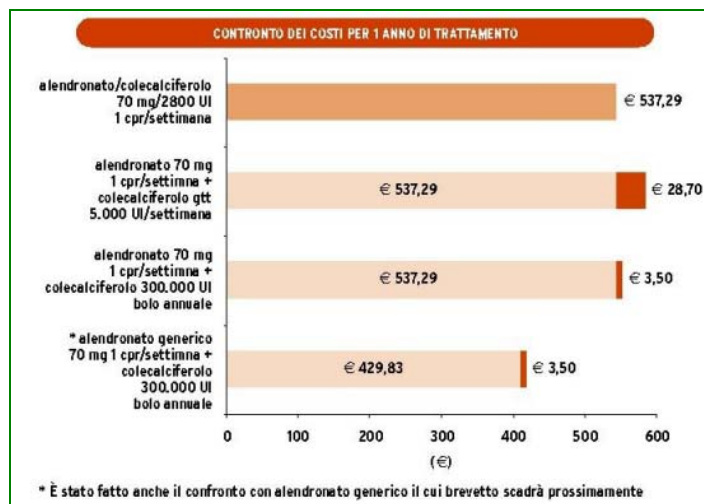 CONFRONTO DEI COSTI PER 1 ANNO DI TRATTAMENTO
alendronato/colecalciferolo
70 mg/2800 UI
1 cpr/settimana
€ 537,29
alendronato 70 mg
1 cpr/settimna +
colecalciferolo gtt
5.000 UI/settimana
€ 537,29
€ 28,70
alendronato 70 mg
1 cpr/settimna +
colecalciferolo 300.000 UI
bolo annuale
€ 537,29
€ 3,50
* alendronato generico
70 mg 1 cpr/settimna +
colecalciferolo
300.000 UI
bolo annuale
€ 429,83
€ 3,50
0 100 200 300 400 500 600
(€)
* È stato fatto anche il confronto con alendronato generico il cui brevetto scadrà prossimamente